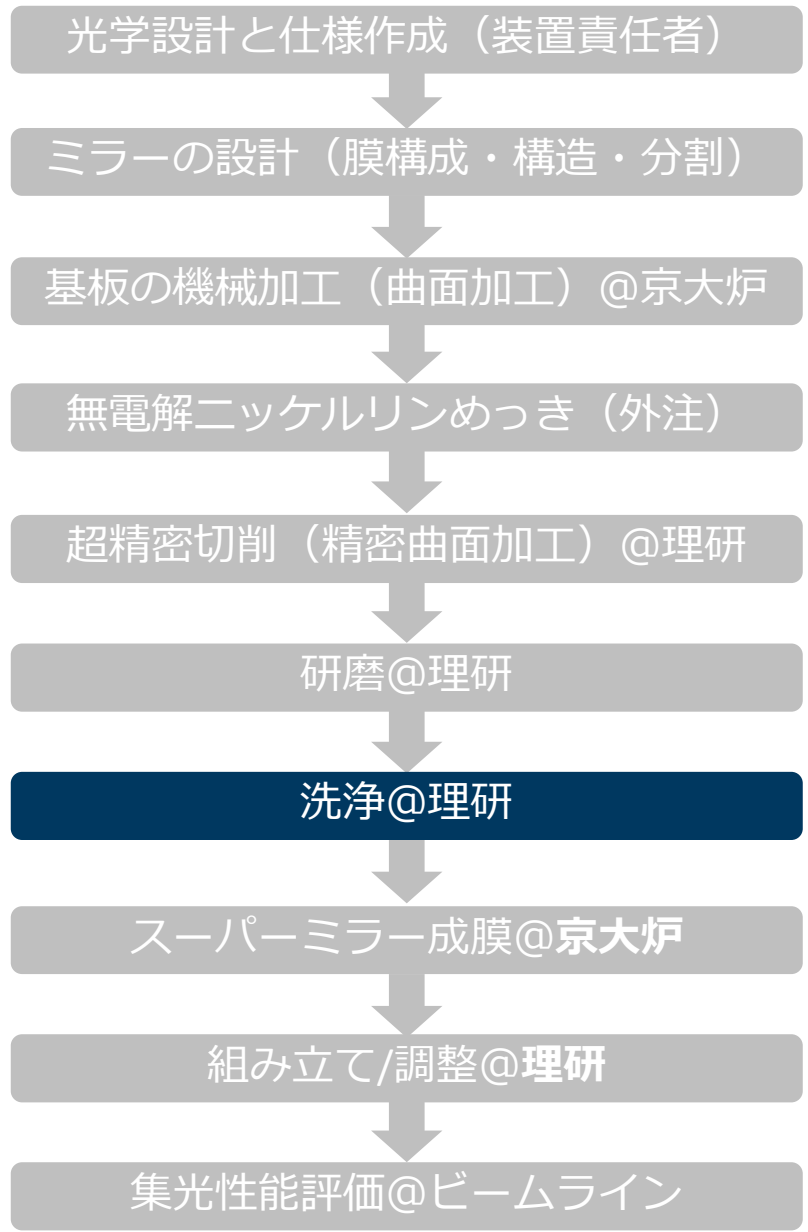 光学設計と仕様作成（装置責任者）
ミラーの設計（膜構成・構造・分割）
基板の機械加工（曲面加工）@京大炉
無電解ニッケルリンめっき（外注）
超精密切削（精密曲面加工）@理研
研磨@理研
洗浄@理研
スーパーミラー成膜@京大炉
組み立て/調整@理研
集光性能評価@ビームライン